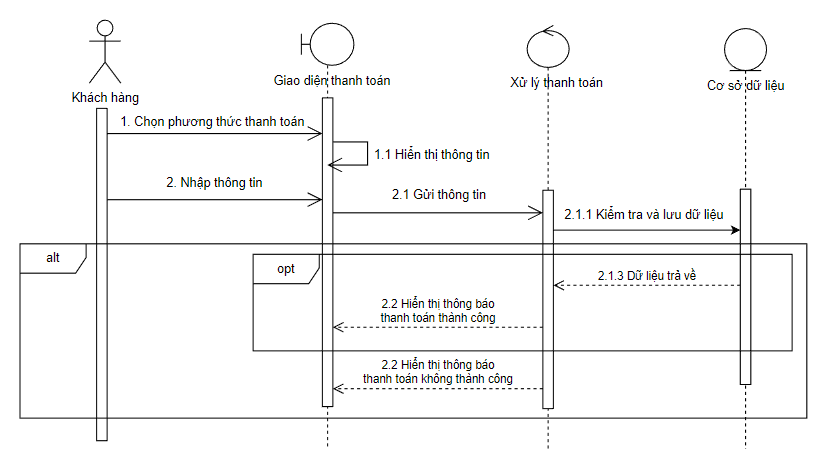 Khách hàng
Giao diện thanh toán
Xử lý thanh toán
Cơ sở dữ liệu
1. Chọn phương thức thanh toán
1.1 Hiển thị thông tin
2. Nhập thông tin
2.1 Gửi thông tin
2.1.1 Kiểm tra và lưu dữ liệu
alt
opt
2.1.3 Dữ liệu trả về
2.2 Hiển thị thông báo
thanh toán thành công
2.2 Hiển thị thông báo
thanh toán không thành công